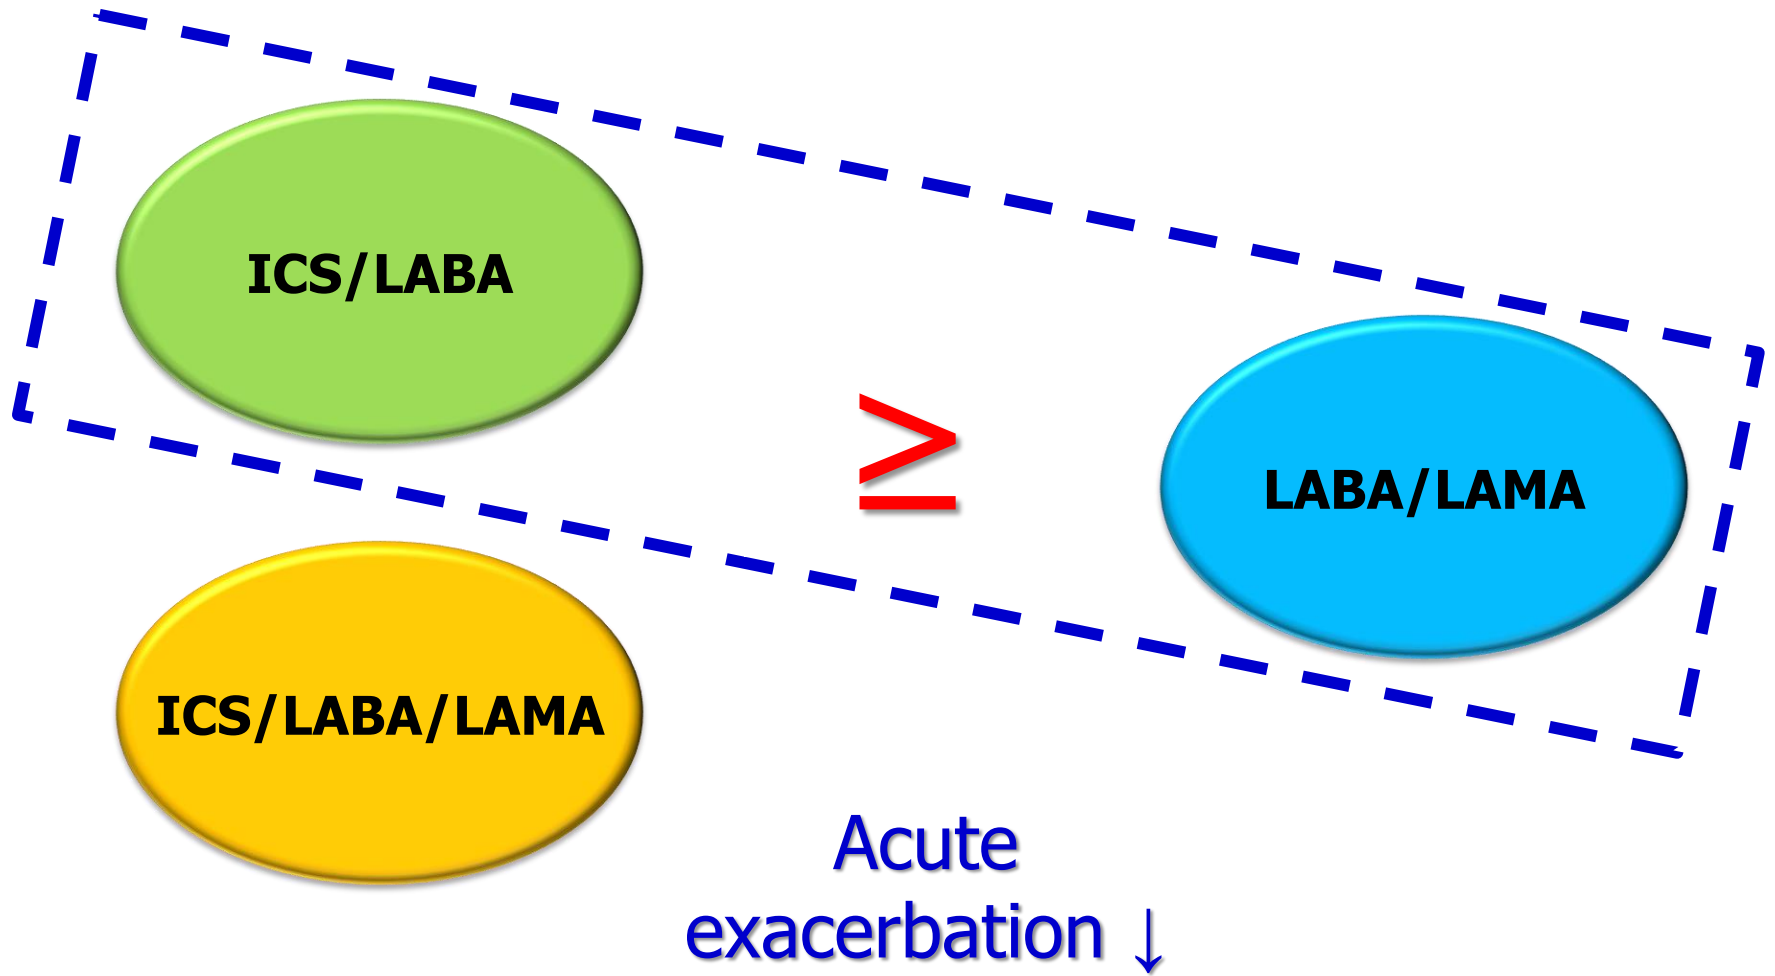 ICS/LABA
≥
LABA/LAMA
ICS/LABA/LAMA
Acute
exacerbation ↓